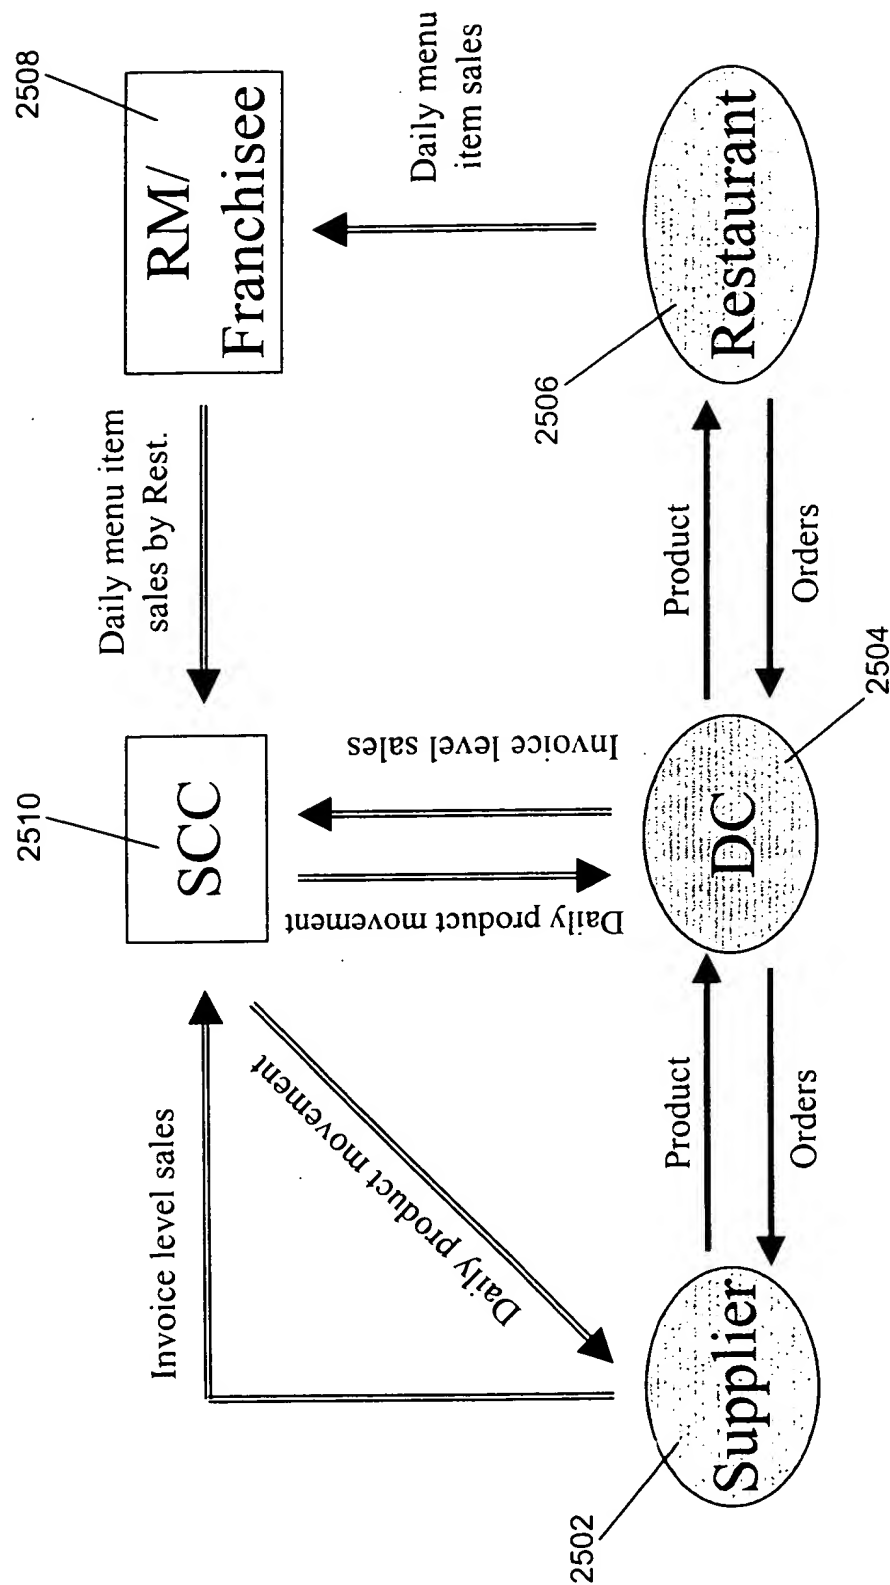 2510
2508
Invoice level sales
SCC
Daily menu item
sales by Rest.
RM/
Franchisee
Daily product movement
Daily product movement
Invoice level sales
Daily menu
item sales
2502
Supplier
Product
Orders
DC
2504
Product
Orders
2506
Restaurant